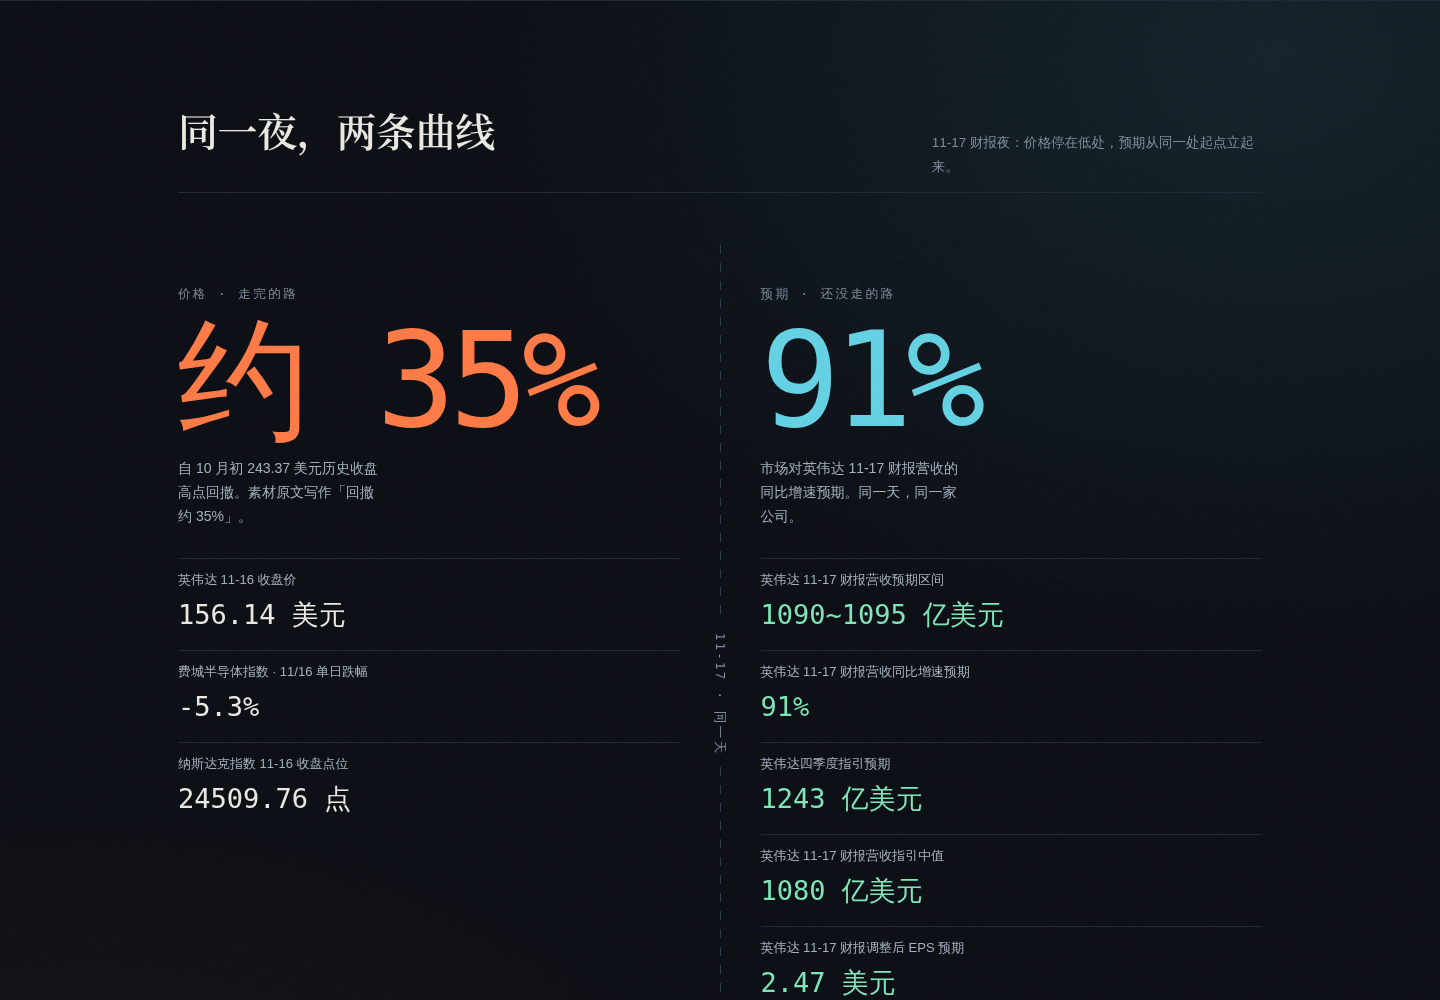 同一夜，两条曲线
11-17 财报夜：价格停在低处，预期从同一处起点立起
来。
价格 · 走完的路
约 35%
自 10 月初 243.37 美元历史收盘
高点回撤。素材原文写作「回撤
约 35%」。
英伟达 11-16 收盘价
156.14 美元
费城半导体指数 · 11/16 单日跌幅
-5.3%
纳斯达克指数 11-16 收盘点位
24509.76 点
11-17 · 同一天
预期 · 还没走的路
91%
市场对英伟达 11-17 财报营收的
同比增速预期。同一天，同一家
公司。
英伟达 11-17 财报营收预期区间
1090~1095 亿美元
英伟达 11-17 财报营收同比增速预期
91%
英伟达四季度指引预期
1243 亿美元
英伟达 11-17 财报营收指引中值
1080 亿美元
英伟达 11-17 财报调整后 EPS 预期
2.47 美元